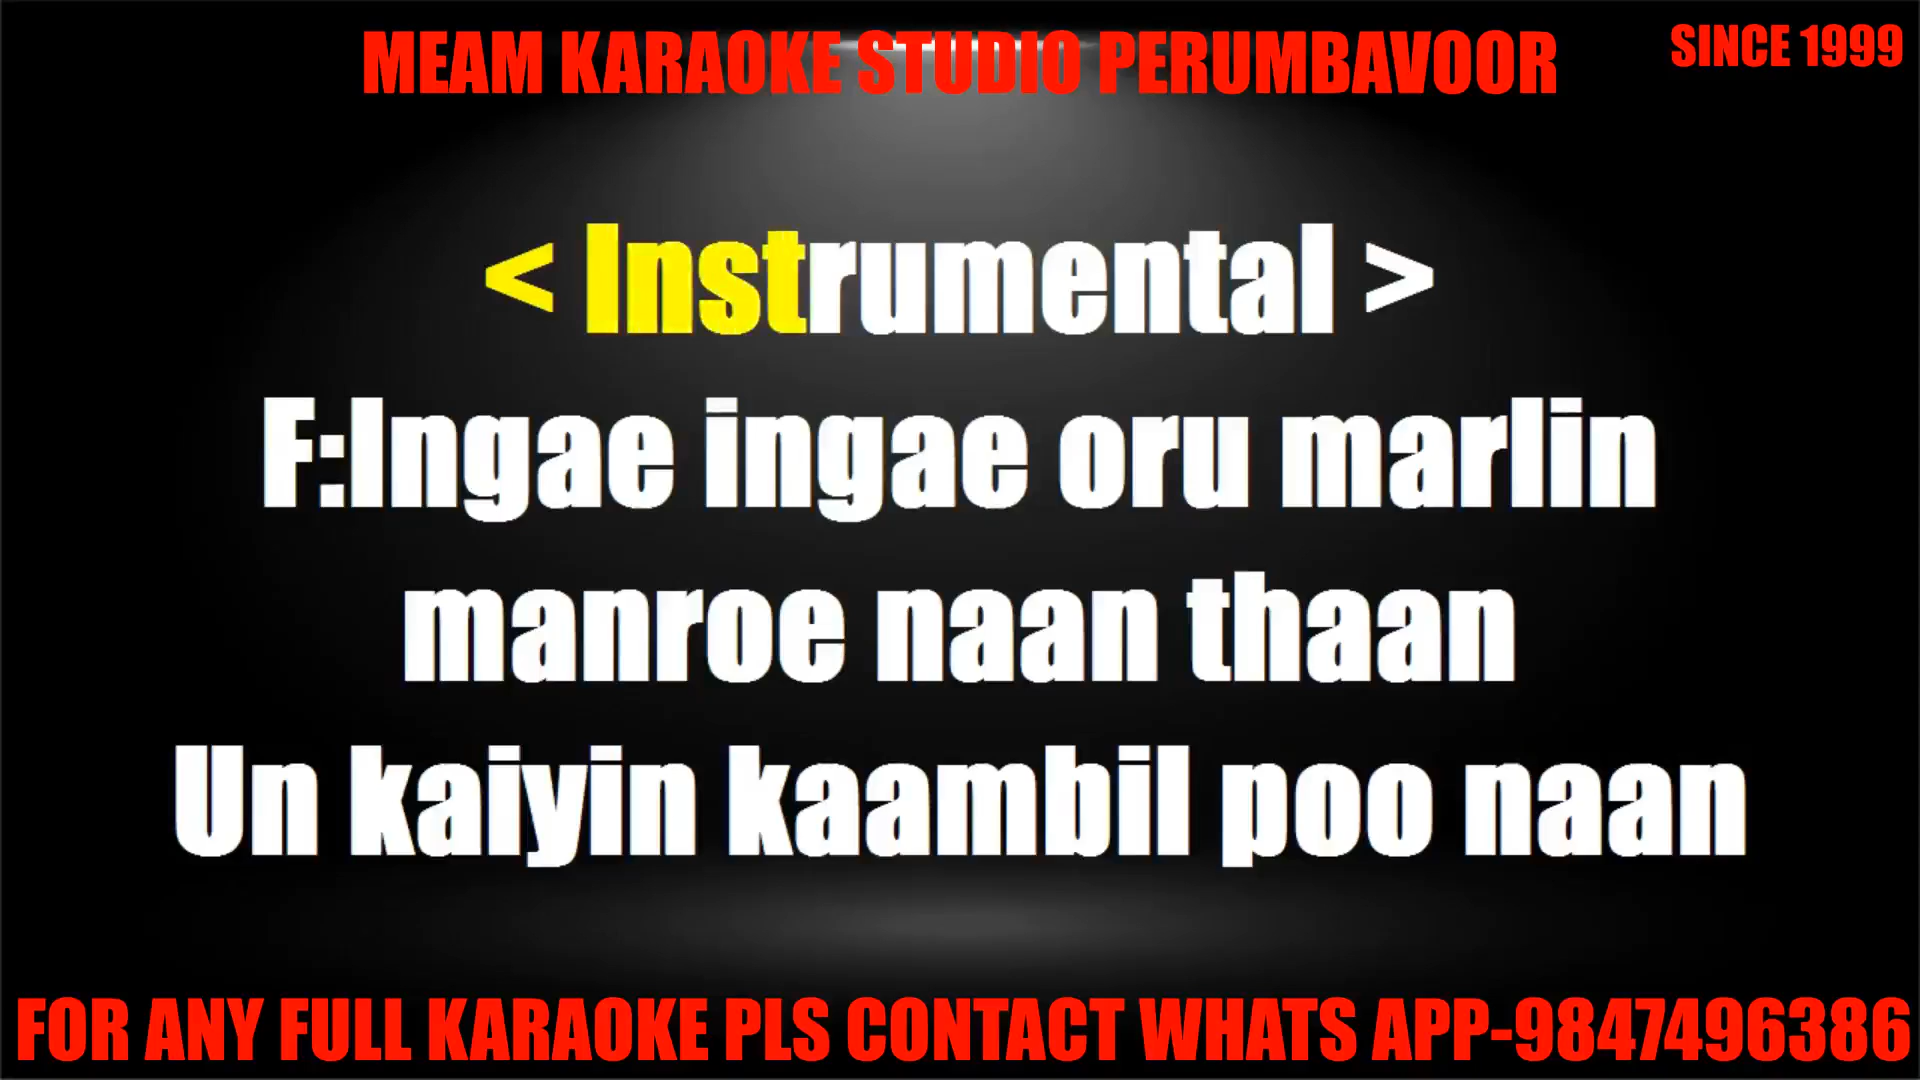 MEAM KARAOKE STUDIO PERUMBAVOOR
SINCE 1999
< Instrumental >
F:Ingae ingae oru marlin
manroe naan thaan
Un kaiyin kaambil poo naan
FOR ANY FULL KARAOKE PLS CONTACT WHATS APP-9847496386